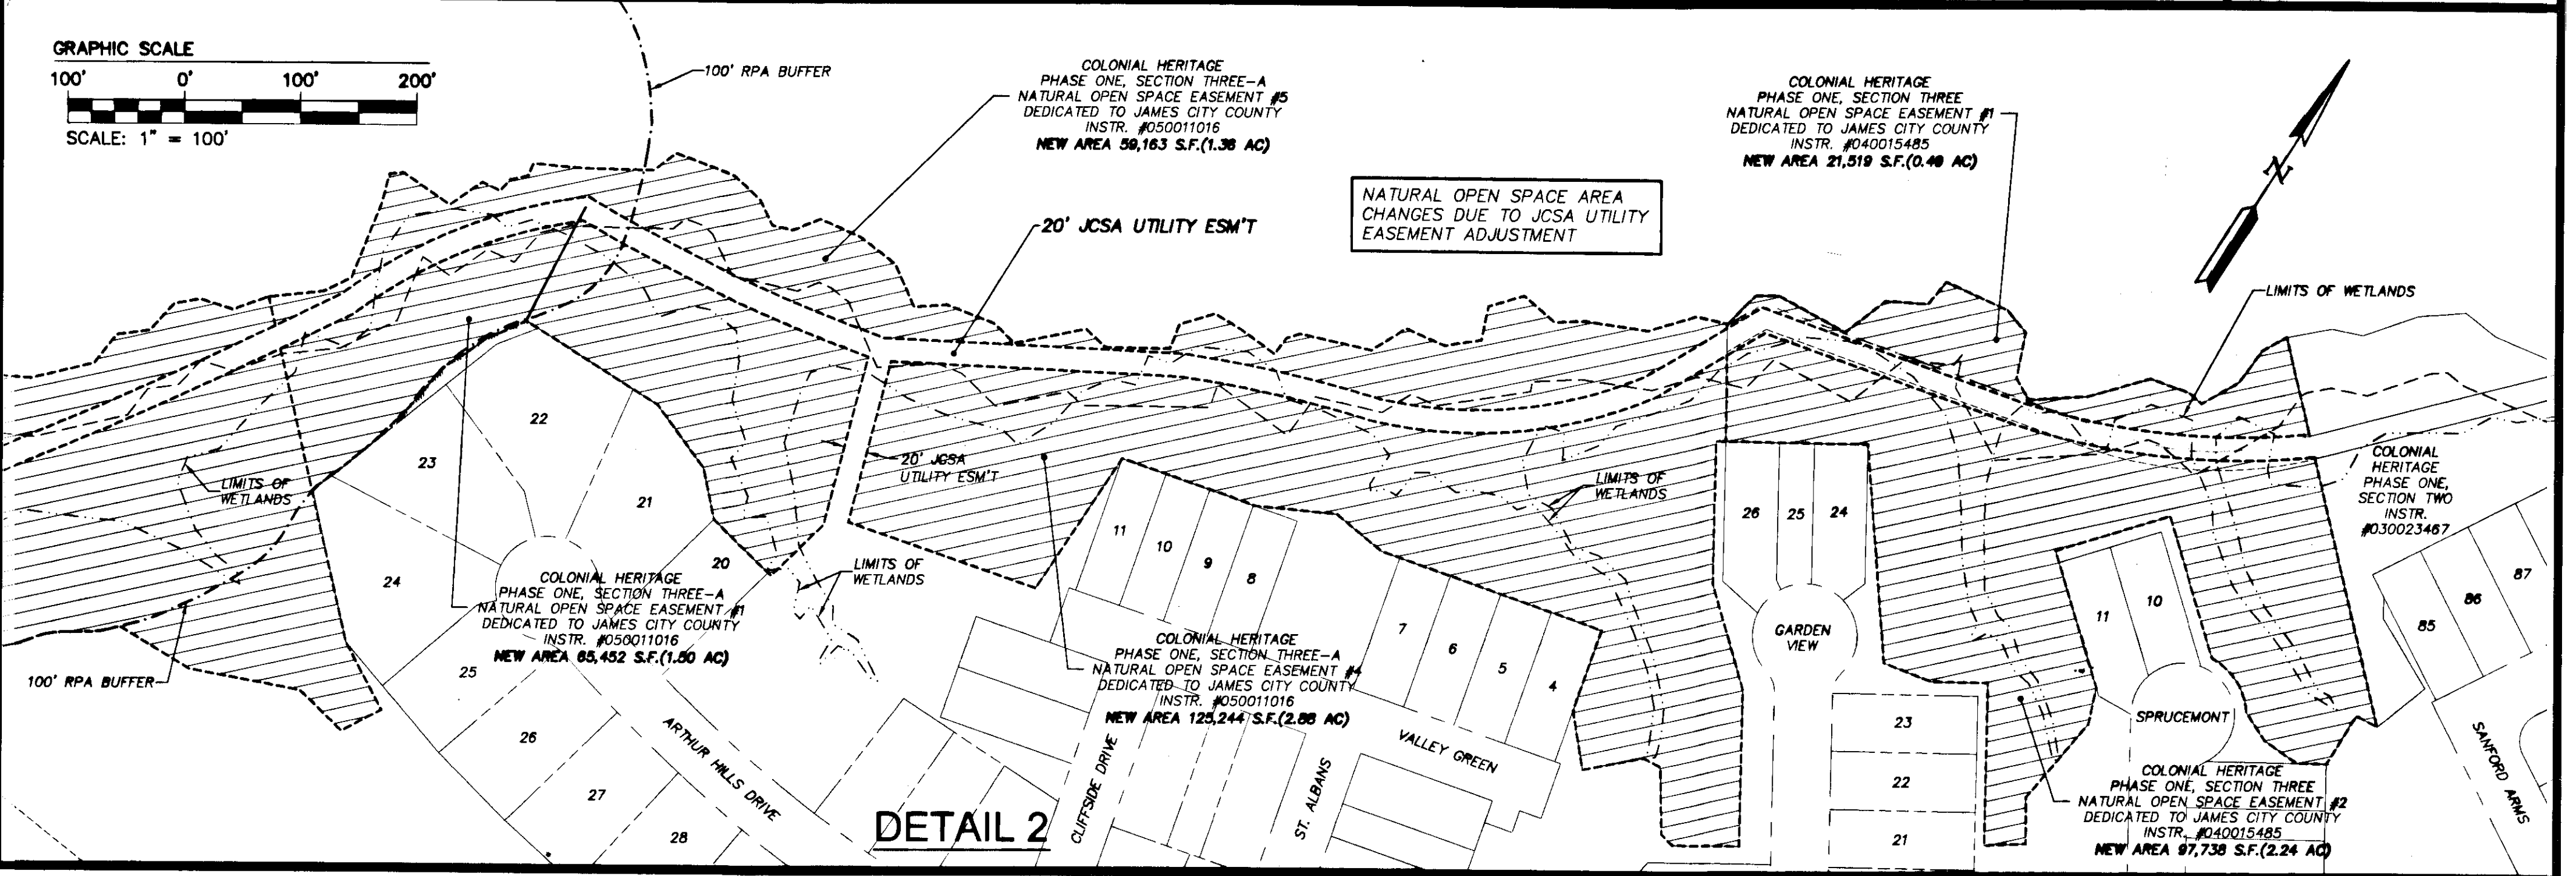 GRAPHIC SCALE
100' 0' 100' 200'
SCALE: 1" = 100'
100' RPA BUFFER
COLONIAL HERITAGE
PHASE ONE, SECTION THREE-A
NATURAL OPEN SPACE EASEMENT #5
DEDICATED TO JAMES CITY COUNTY
INSTR. #050011016
NEW AREA 59,163 S.F.(1.36 AC)
20' JCSA UTILITY ESM'T
NATURAL OPEN SPACE AREA
CHANGES DUE TO JCSA UTILITY
EASEMENT ADJUSTMENT
COLONIAL HERITAGE
PHASE ONE, SECTION THREE
NATURAL OPEN SPACE EASEMENT #1
DEDICATED TO JAMES CITY COUNTY
INSTR. #040015485
NEW AREA 21,519 S.F.(0.49 AC)
N
LIMITS OF WETLANDS
22
23
21
20
24
25
26
27
28
LIMITS OF
WETLANDS
100' RPA BUFFER
COLONIAL HERITAGE
PHASE ONE, SECTION THREE-A
NATURAL OPEN SPACE EASEMENT #1
DEDICATED TO JAMES CITY COUNTY
INSTR. #050011016
NEW AREA 65,452 S.F.(1.50 AC)
ARTHUR HILLS DRIVE
20' JCSA
UTILITY ESM'T
LIMITS OF
WETLANDS
11
10
9
8
7
6
5
4
COLONIAL HERITAGE
PHASE ONE, SECTION THREE-A
NATURAL OPEN SPACE EASEMENT #4
DEDICATED TO JAMES CITY COUNTY
INSTR. #050011016
NEW AREA 125,244 S.F.(2.88 AC)
DETAIL 2
CLIFFSIDE DRIVE
ST. ALBANS
VALLEY GREEN
LIMITS OF
WETLANDS
26
25
24
GARDEN
VIEW
23
22
21
11
10
SPRUCEMONT
COLONIAL HERITAGE
PHASE ONE, SECTION THREE
NATURAL OPEN SPACE EASEMENT #2
DEDICATED TO JAMES CITY COUNTY
INSTR. #040015485
NEW AREA 97,738 S.F.(2.24 AC)
COLONIAL
HERITAGE
PHASE ONE,
SECTION TWO
INSTR.
#030023467
85
86
87
SANFORD ARMS